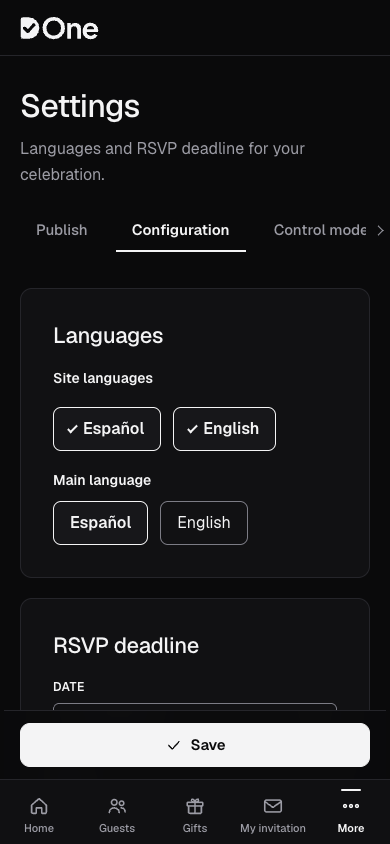 DOne
Settings
Languages and RSVP deadline for your
celebration.
Publish
Configuration
Control mode
Languages
Site languages
Español
English
Main language
Español
English
RSVP deadline
DATE
Save
Home
Guests
Gifts
My invitation
More